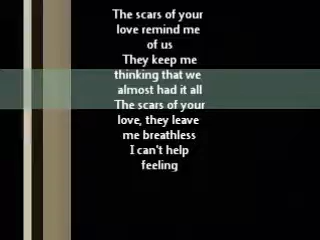 The scars of your
love remind me
of us
They keep me
thinking that we
almost had it all
The scars of your
love, they leave
me breathless
I can't help
feeling